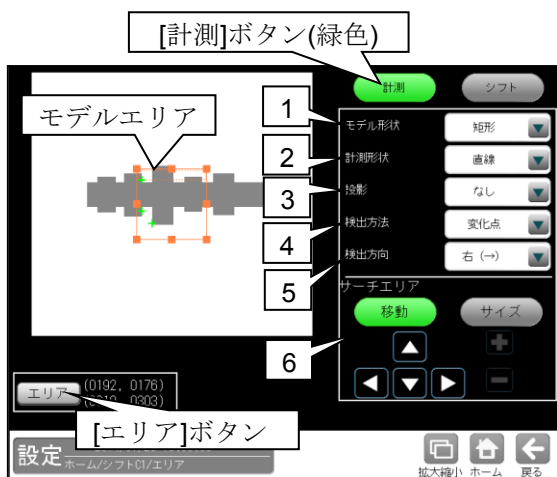 [計測]ボタン(緑色)
計測
シフト
モデルエリア
1
モデル形状
矩形
2
計測形状
直線
3
投影
なし
4
検出方法
変化点
5
検出方向
右 (→)
サーチエリア
移動
サイズ
6
エリア
(0192, 0176)
[エリア]ボタン
設定
ホーム/シフトC1/エリア
拡大縮小
ホーム
戻る